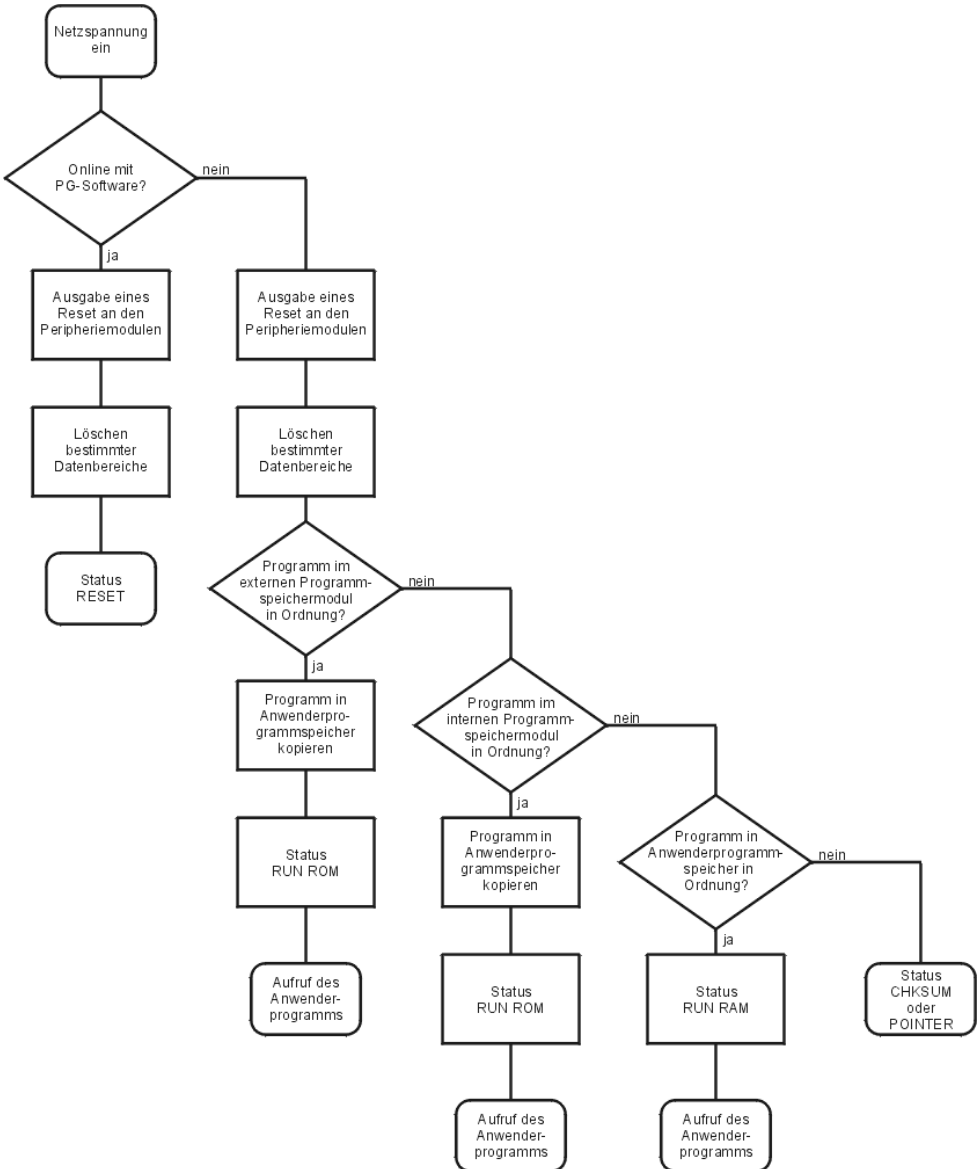 Netzspannung
ein
Online mit
PG-Software?
nein
ja
Ausgabe eines
Reset an den
Peripheriemodulen
Ausgabe eines
Reset an den
Peripheriemodulen
Löschen
bestimmter
Datenbereiche
Löschen
bestimmter
Datenbereiche
Status
RESET
Programm im
externen Programm-
speichermodul
in Ordnung?
nein
ja
Programm in
Anwenderpro-
grammspeicher
kopieren
Programm im
internen Programm-
speichermodul
in Ordnung?
nein
ja
Status
RUN ROM
Programm in
Anwenderpro-
grammspeicher
kopieren
Programm in
Anwenderprogramm-
speicher in
Ordnung?
nein
ja
Aufruf des
Anwender-
programms
Status
RUN ROM
Status
RUN RAM
Status
CHKSUM
oder
POINTER
Aufruf des
Anwender-
programms
Aufruf des
Anwender-
programms